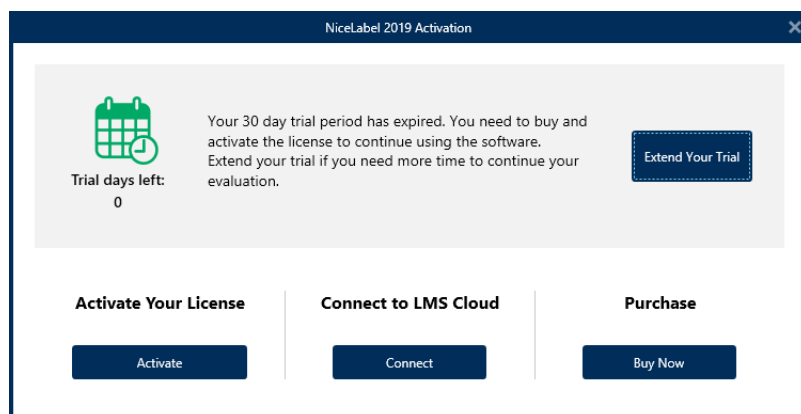 NiceLabel 2019 Activation
Your 30 day trial period has expired. You need to buy and
activate the license to continue using the software.
Extend your trial if you need more time to continue your
evaluation.
Trial days left:
0
Extend Your Trial
Activate Your License
Connect to LMS Cloud
Purchase
Activate
Connect
Buy Now